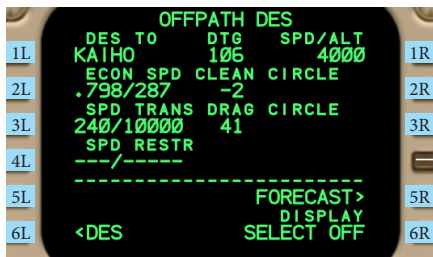 OFFPATH DES
DES TO DTG SPD/ALT
1L KAIHO 106 4000 1R
ECON SPD CLEAN CIRCLE
2L .798/287 -2 2R
SPD TRANS DRAG CIRCLE
3L 240/10000 41 3R
SPD RESTR
4L ---/-----
--------------------------
5L FORECAST> 5R
DISPLAY
6L <DES SELECT OFF 6R